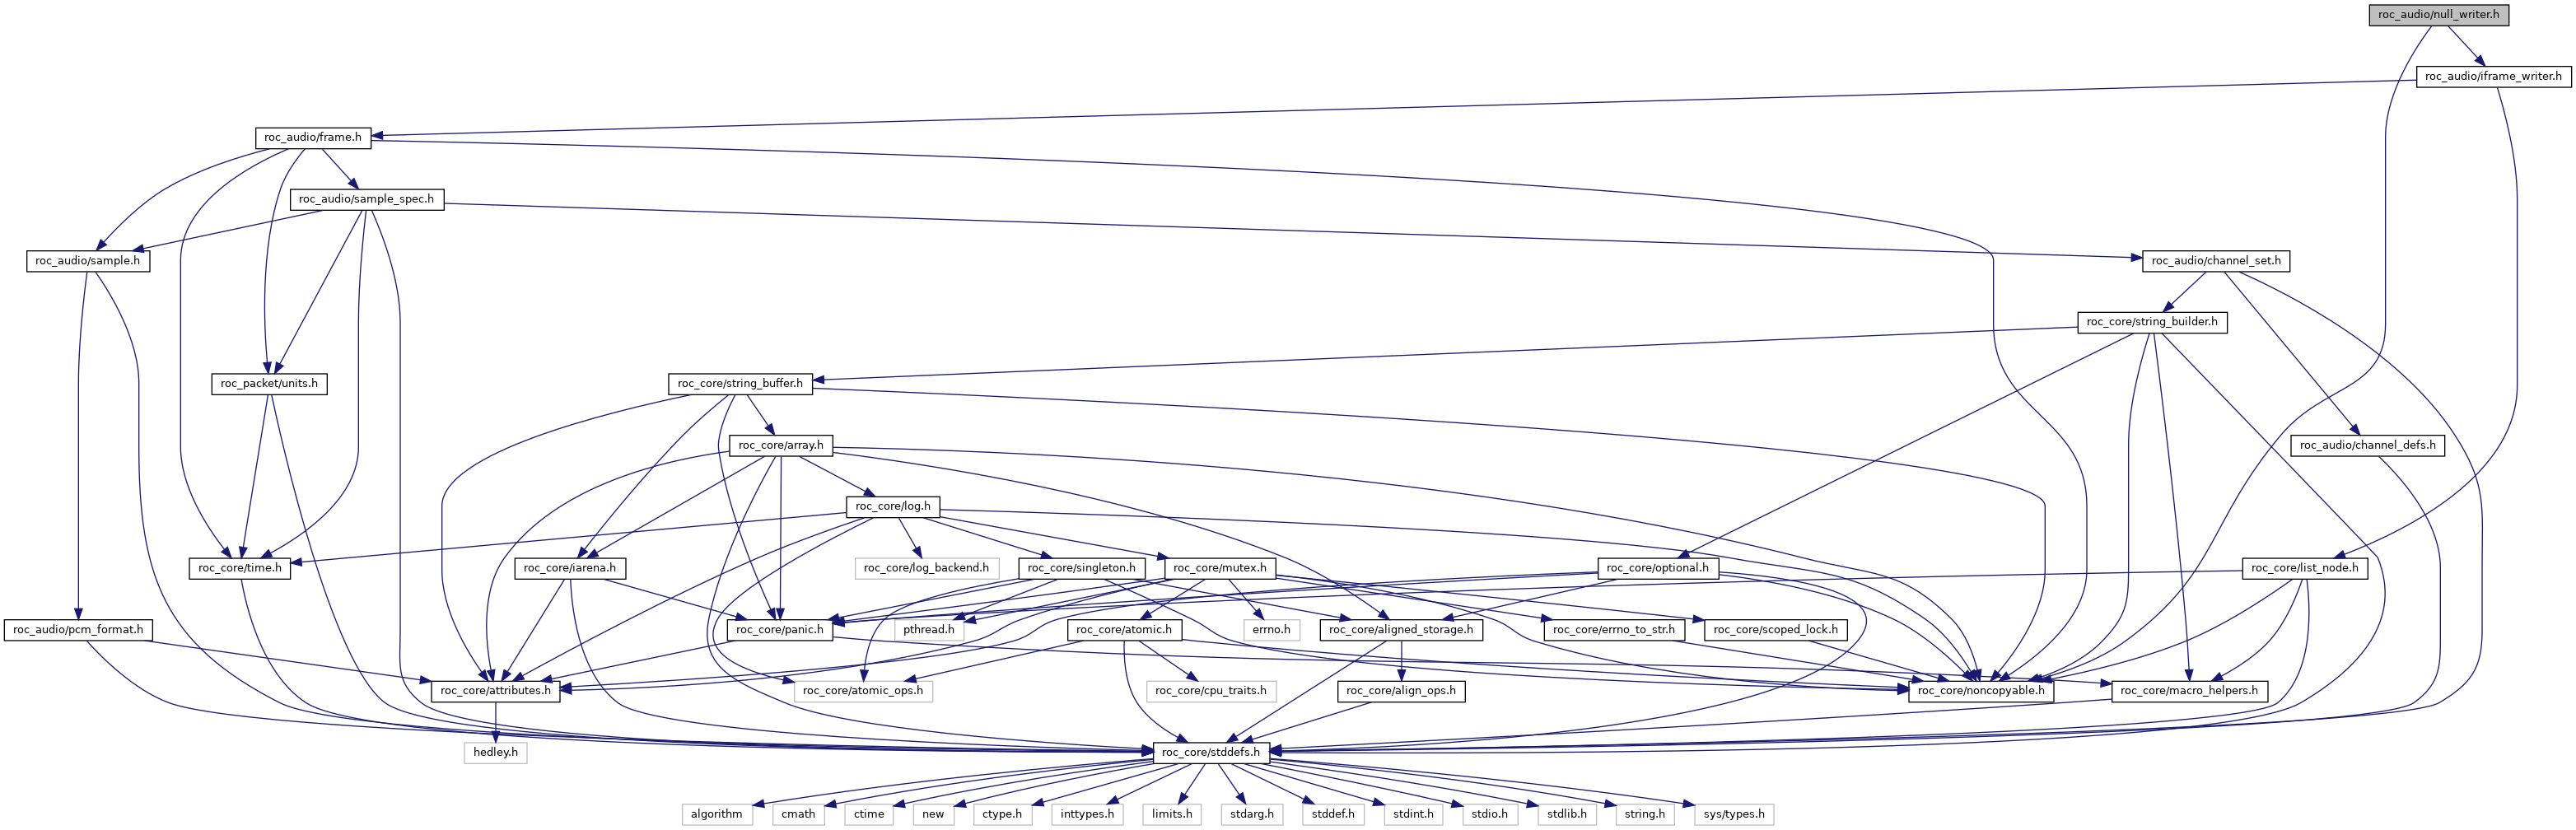 roc_audio/null_writer.h
roc_audio/iframe_writer.h
roc_audio/frame.h
roc_audio/sample_spec.h
roc_audio/sample.h
roc_audio/channel_set.h
roc_core/string_builder.h
roc_packet/units.h
roc_core/string_buffer.h
roc_core/array.h
roc_audio/channel_defs.h
roc_core/log.h
roc_core/time.h
roc_core/iarena.h
roc_core/log_backend.h
roc_core/singleton.h
roc_core/mutex.h
roc_core/optional.h
roc_core/list_node.h
roc_audio/pcm_format.h
roc_core/panic.h
pthread.h
roc_core/atomic.h
errno.h
roc_core/aligned_storage.h
roc_core/errno_to_str.h
roc_core/scoped_lock.h
roc_core/attributes.h
roc_core/atomic_ops.h
roc_core/cpu_traits.h
roc_core/align_ops.h
roc_core/noncopyable.h
roc_core/macro_helpers.h
hedley.h
roc_core/stddefs.h
algorithm
cmath
ctime
new
ctype.h
inttypes.h
limits.h
stdarg.h
stddef.h
stdint.h
stdio.h
stdlib.h
string.h
sys/types.h